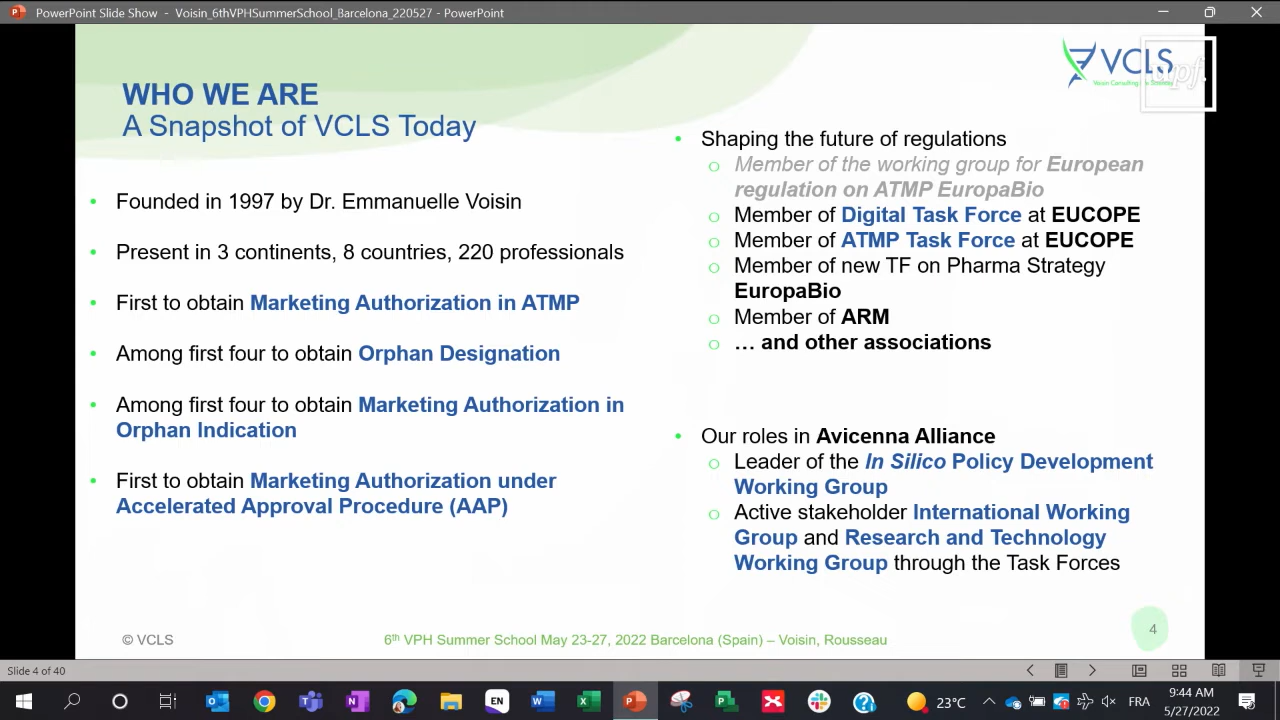 PowerPoint Slide Show - Voisin_6thVPHSummerSchool_Barcelona_220527 - PowerPoint
VCLS
upf.
WHO WE ARE
A Snapshot of VCLS Today
• Founded in 1997 by Dr. Emmanuelle Voisin
• Present in 3 continents, 8 countries, 220 professionals
• First to obtain Marketing Authorization in ATMP
• Among first four to obtain Orphan Designation
• Among first four to obtain Marketing Authorization in
Orphan Indication
• First to obtain Marketing Authorization under
Accelerated Approval Procedure (AAP)
• Shaping the future of regulations
o Member of the working group for European
regulation on ATMP EuropaBio
o Member of Digital Task Force at EUCOPE
o Member of ATMP Task Force at EUCOPE
o Member of new TF on Pharma Strategy
EuropaBio
o Member of ARM
o … and other associations
• Our roles in Avicenna Alliance
o Leader of the In Silico Policy Development
Working Group
o Active stakeholder International Working
Group and Research and Technology
Working Group through the Task Forces
© VCLS
6th VPH Summer School May 23-27, 2022 Barcelona (Spain) – Voisin, Rousseau
4
Slide 4 of 40
EN
23°C
FRA
9:44 AM
5/27/2022